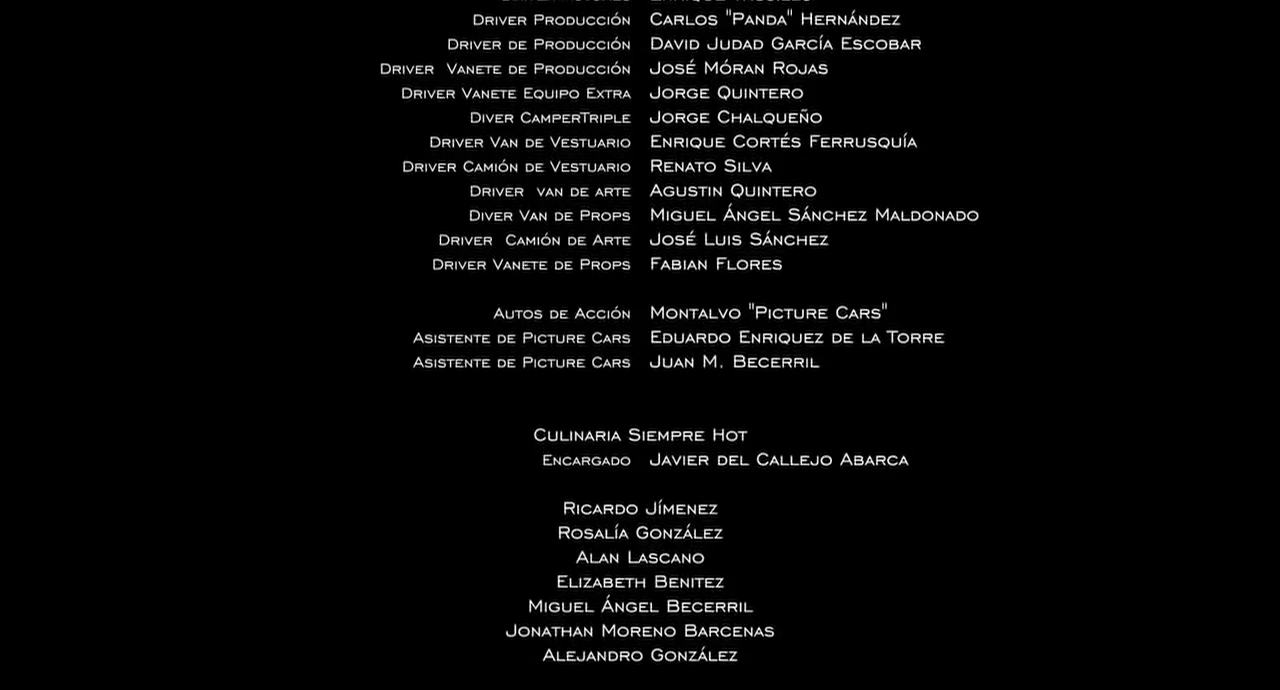 Driver Producción Carlos "Panda" Hernández
Driver de Producción David Judad García Escobar
Driver Vanete de Producción José Móran Rojas
Driver Vanete Equipo Extra Jorge Quintero
Diver CamperTriple Jorge Chalqueño
Driver Van de Vestuario Enrique Cortés Ferrusquía
Driver Camión de Vestuario Renato Silva
Driver van de arte Agustin Quintero
Diver Van de Props Miguel Ángel Sánchez Maldonado
Driver Camión de Arte José Luis Sánchez
Driver Vanete de Props Fabian Flores
Autos de Acción Montalvo "Picture Cars"
Asistente de Picture Cars Eduardo Enriquez de la Torre
Asistente de Picture Cars Juan M. Becerril
Culinaria Siempre Hot
Encargado Javier del Callejo Abarca
Ricardo Jímenez
Rosalía González
Alan Lascano
Elizabeth Benitez
Miguel Ángel Becerril
Jonathan Moreno Barcenas
Alejandro González